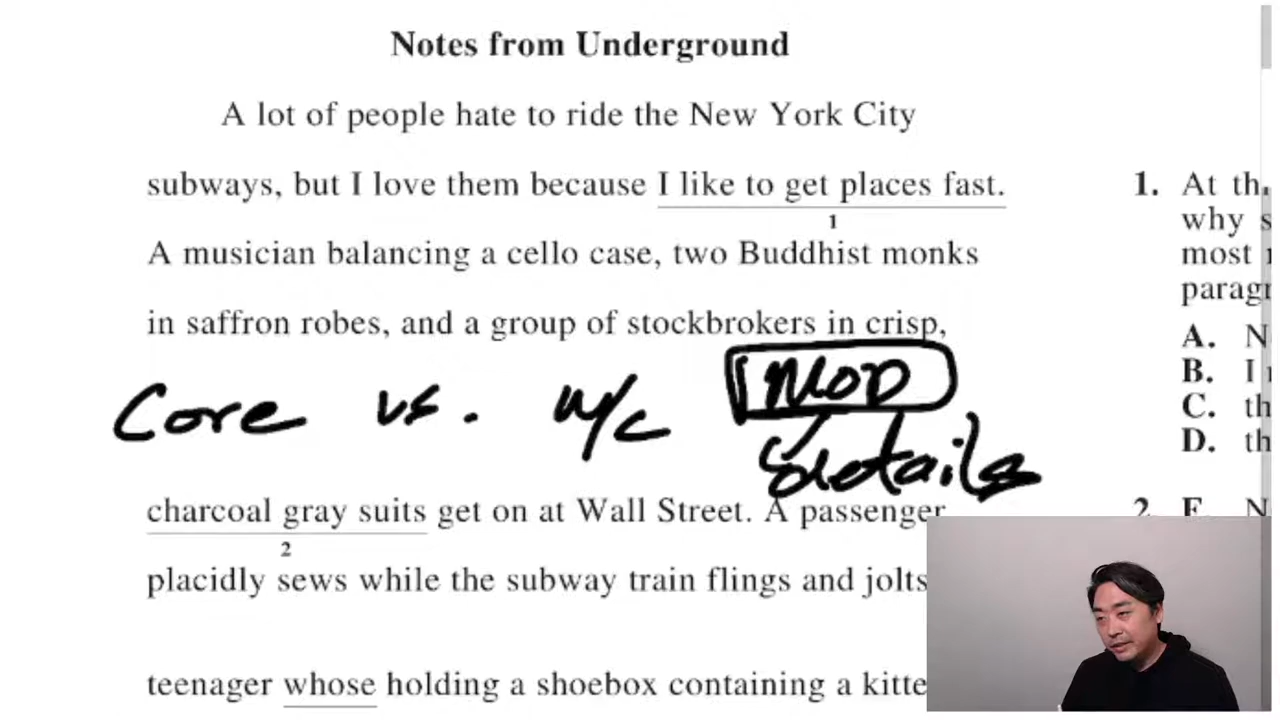 Notes from Underground
A lot of people hate to ride the New York City
subways, but I love them because I like to get places fast.
1
A musician balancing a cello case, two Buddhist monks
in saffron robes, and a group of stockbrokers in crisp,
Core vs. w/c MOD
details
charcoal gray suits get on at Wall Street. A passenger
2
placidly sews while the subway train flings and jolts
teenager whose holding a shoebox containing a kitte
1. At th
why s
most
paragr
A. N
B. I
C. th
D. th
2. F. N